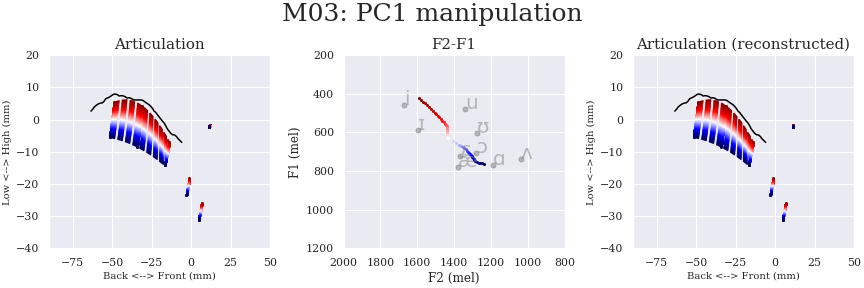 M03: PC1 manipulation
Articulation
F2-F1
Articulation (reconstructed)
Low <--> High (mm)
20
10
0
−10
−20
−30
−40
−75
−50
−25
0
25
50
Back <--> Front (mm)
F1 (mel)
200
400
600
800
1000
1200
i
u
ɪ
ʊ
ɔ
æ
ɑ
ʌ
2000
1800
1600
1400
1200
1000
800
F2 (mel)
Low <--> High (mm)
20
10
0
−10
−20
−30
−40
−75
−50
−25
0
25
50
Back <--> Front (mm)